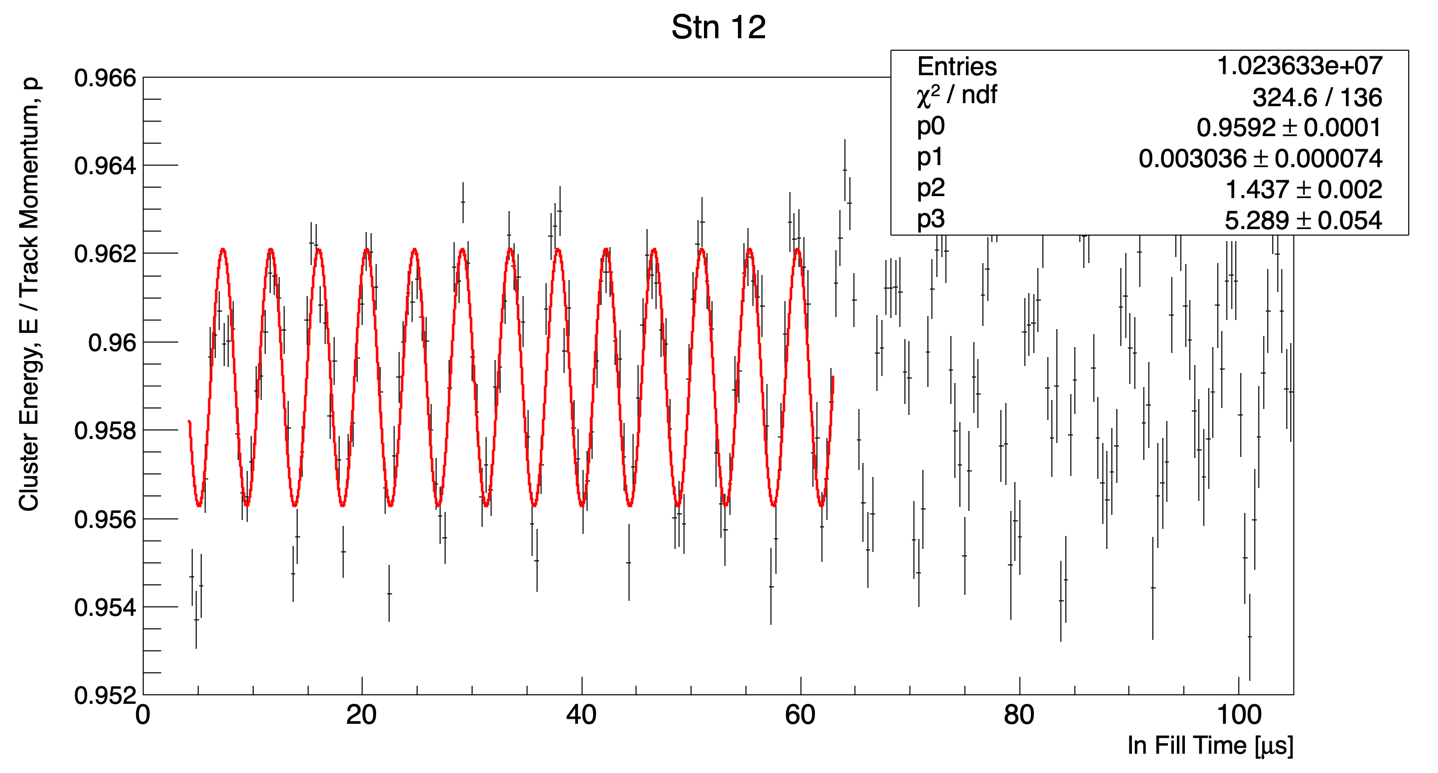 Stn 12
Cluster Energy, E / Track Momentum, p
0.966
0.964
0.962
0.96
0.958
0.956
0.954
0.952
Entries 1.023633e+07
χ² / ndf 324.6 / 136
p0 0.9592 ± 0.0001
p1 0.003036 ± 0.000074
p2 1.437 ± 0.002
p3 5.289 ± 0.054
0 20 40 60 80 100
In Fill Time [μs]